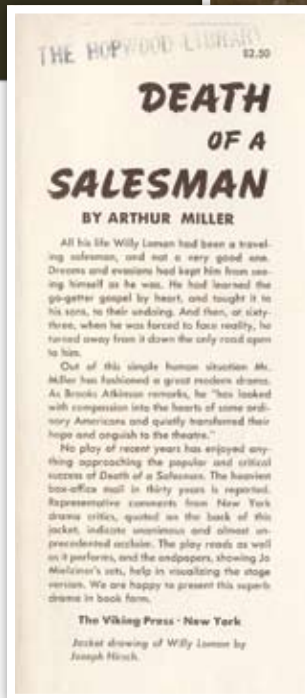 THE HOPWOOD LIBRARY
$2.50
DEATH
OF A
SALESMAN
BY ARTHUR MILLER
All his life Willy Loman had been a travel-
ing salesman, and not a very good one.
Dreams and evasions had kept him from see-
ing himself as he was. He had learned the
go-getter gospel by heart, and taught it to
his sons, to their undoing. And then, at sixty-
three, when he was forced to face reality, he
turned away from it down the only road open
to him.
Out of this simple human situation Mr.
Miller has fashioned a great modern drama.
As Brooks Atkinson remarks, he "has looked
with compassion into the hearts of some ordi-
nary Americans and quietly transferred their
hope and anguish to the theatre."
No play of recent years has enjoyed any-
thing approaching the popular and critical
success of Death of a Salesman. The heaviest
box-office mail in thirty years is reported.
Representative comments from New York
drama critics, quoted on the back of this
jacket, indicate unanimous and almost un-
precedented acclaim. The play reads as well
as it performs, and the endpapers, showing Jo
Mielziner's sets, help in visualizing the stage
version. We are happy to present this superb
drama in book form.
The Viking Press · New York
Jacket drawing of Willy Loman by
Joseph Hirsch.